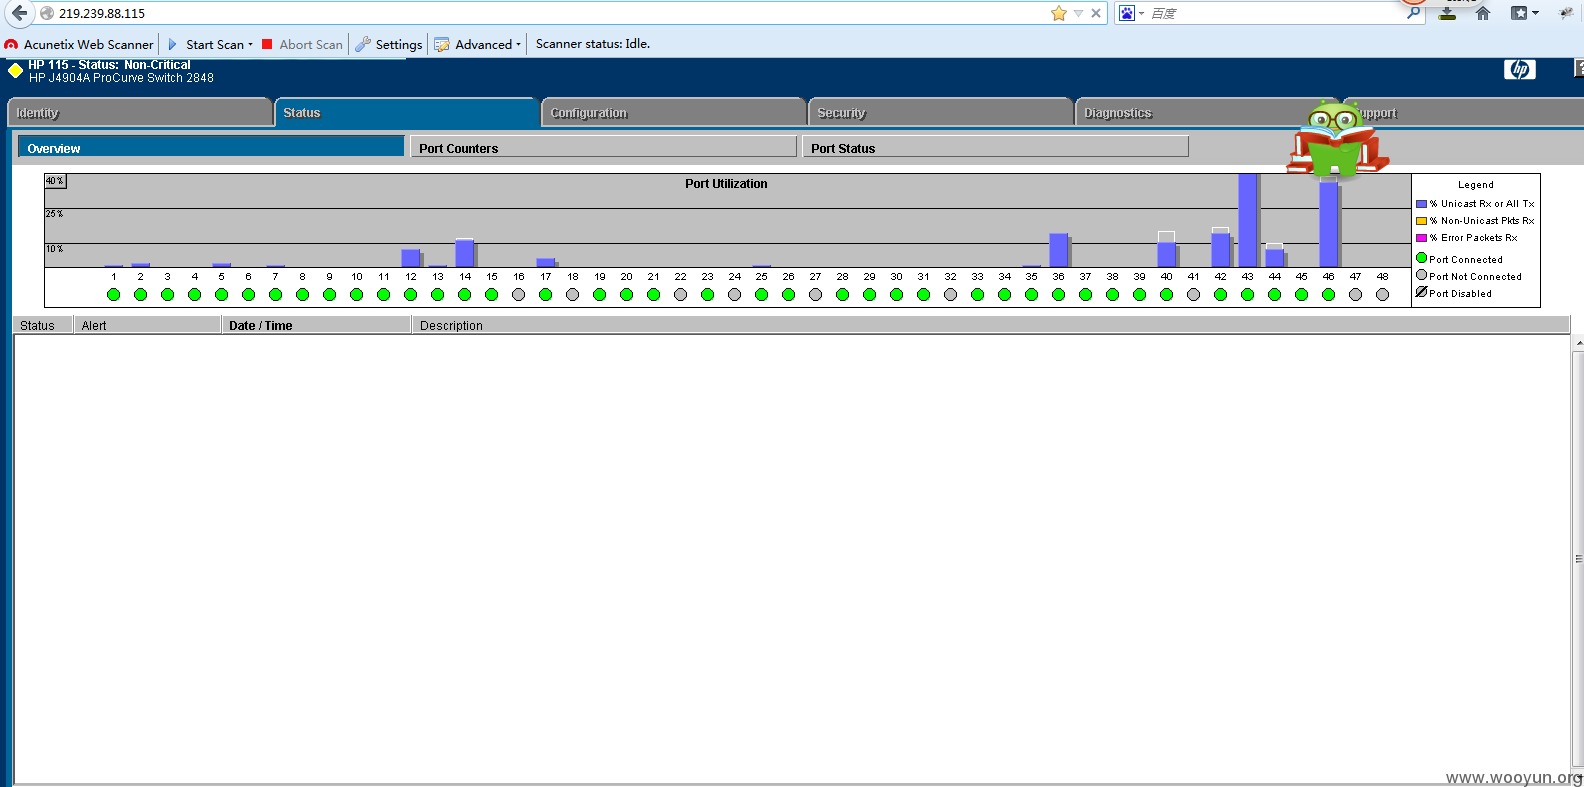 219.239.88.115
百度
Acunetix Web Scanner Start Scan Abort Scan Settings Advanced Scanner status: Idle.
HP 115 - Status: Non-Critical
HP J4904A ProCurve Switch 2848
hp
?
Identity Status Configuration Security Diagnostics upport
Overview Port Counters Port Status
Port Utilization
40%
25%
10%
1 2 3 4 5 6 7 8 9 10 11 12 13 14 15 16 17 18 19 20 21 22 23 24 25 26 27 28 29 30 31 32 33 34 35 36 37 38 39 40 41 42 43 44 45 46 47 48
Legend
% Unicast Rx or All Tx
% Non-Unicast Pkts Rx
% Error Packets Rx
Port Connected
Port Not Connected
Port Disabled
Status Alert Date / Time Description
www.wooyun.org